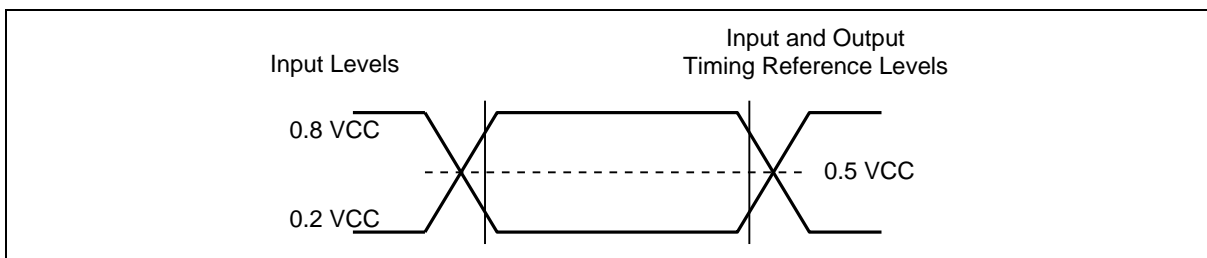 Input and Output
Timing Reference Levels
Input Levels
0.8 VCC
0.5 VCC
0.2 VCC